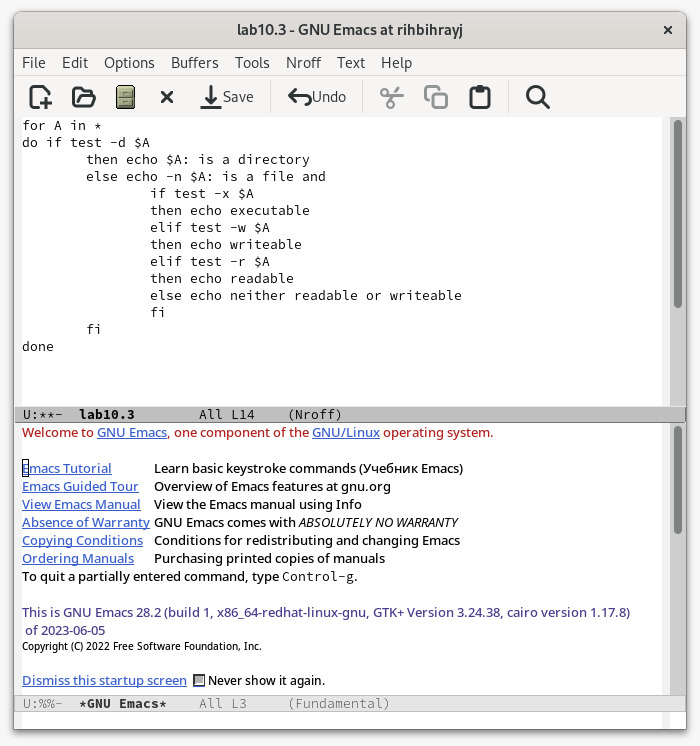 lab10.3 - GNU Emacs at rihbihrayj
File Edit Options Buffers Tools Nroff Text Help
Save Undo
for A in *
do if test -d $A
then echo $A: is a directory
else echo -n $A: is a file and
if test -x $A
then echo executable
elif test -w $A
then echo writeable
elif test -r $A
then echo readable
else echo neither readable or writeable
fi
fi
done
U:**- lab10.3 All L14 (Nroff)
Welcome to GNU Emacs, one component of the GNU/Linux operating system.
Emacs Tutorial Learn basic keystroke commands (Учебник Emacs)
Emacs Guided Tour Overview of Emacs features at gnu.org
View Emacs Manual View the Emacs manual using Info
Absence of Warranty GNU Emacs comes with ABSOLUTELY NO WARRANTY
Copying Conditions Conditions for redistributing and changing Emacs
Ordering Manuals Purchasing printed copies of manuals
To quit a partially entered command, type Control-g.
This is GNU Emacs 28.2 (build 1, x86_64-redhat-linux-gnu, GTK+ Version 3.24.38, cairo version 1.17.8)
of 2023-06-05
Copyright (C) 2022 Free Software Foundation, Inc.
Dismiss this startup screen Never show it again.
U:%%- *GNU Emacs* All L3 (Fundamental)